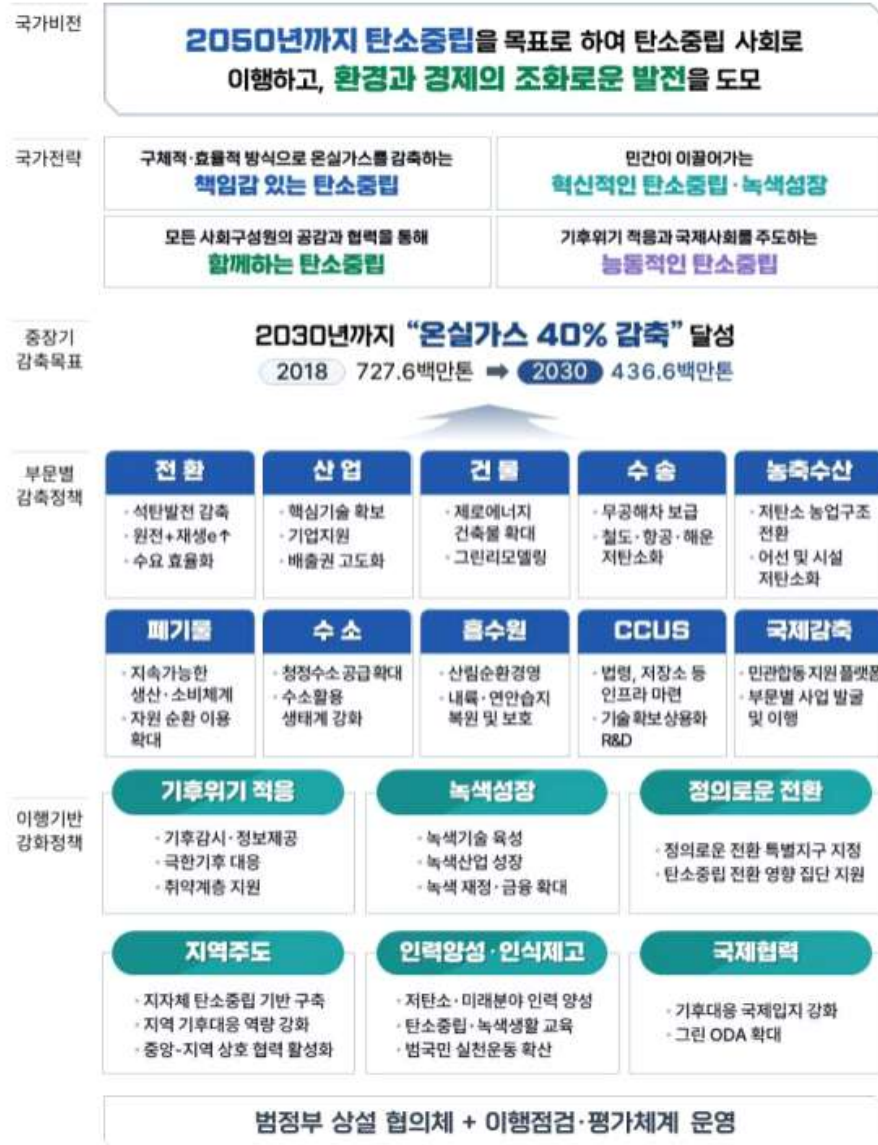 국가비전
2050년까지 탄소중립을 목표로 하여 탄소중립 사회로
이행하고, 환경과 경제의 조화로운 발전을 도모
국가전략
구체적·효율적 방식으로 온실가스를 감축하는
책임감 있는 탄소중립
민간이 이끌어가는
혁신적인 탄소중립·녹색성장
모든 사회구성원의 공감과 협력을 통해
함께하는 탄소중립
기후위기 적응과 국제사회를 주도하는
능동적인 탄소중립
중장기
감축목표
2030년까지 “온실가스 40% 감축” 달성
2018 727.6백만톤 ➡ 2030 436.6백만톤
부문별
감축정책
전 환
· 석탄발전 감축
· 원전+재생e↑
· 수요 효율화
산 업
· 핵심기술 확보
· 기업지원
· 배출권 고도화
건 물
· 제로에너지
건축물 확대
· 그린리모델링
수 송
· 무공해차 보급
· 철도·항공·해운
저탄소화
농축수산
· 저탄소 농업구조
전환
· 어선 및 시설
저탄소화
폐기물
· 지속가능한
생산·소비체계
· 자원 순환 이용
확대
수 소
· 청정수소 공급 확대
· 수소활용
생태계 강화
흡수원
· 산림순환경영
· 내륙·연안습지
복원 및 보호
CCUS
· 법령, 저장소 등
인프라 마련
· 기술 확보 상용화
R&D
국제감축
· 민관합동 지원 플랫폼
· 부문별 사업 발굴
및 이행
이행기반
강화정책
기후위기 적응
· 기후감시·정보제공
· 극한기후 대응
· 취약계층 지원
녹색성장
· 녹색기술 육성
· 녹색산업 성장
· 녹색 재정·금융 확대
정의로운 전환
· 정의로운 전환 특별지구 지정
· 탄소중립 전환 영향 집단 지원
지역주도
· 지자체 탄소중립 기반 구축
· 지역 기후대응 역량 강화
· 중앙-지역 상호 협력 활성화
인력양성·인식제고
· 저탄소·미래분야 인력 양성
· 탄소중립·녹색생활 교육
· 범국민 실천운동 확산
국제협력
· 기후대응 국제입지 강화
· 그린 ODA 확대
범정부 상설 협의체 + 이행점검·평가체계 운영